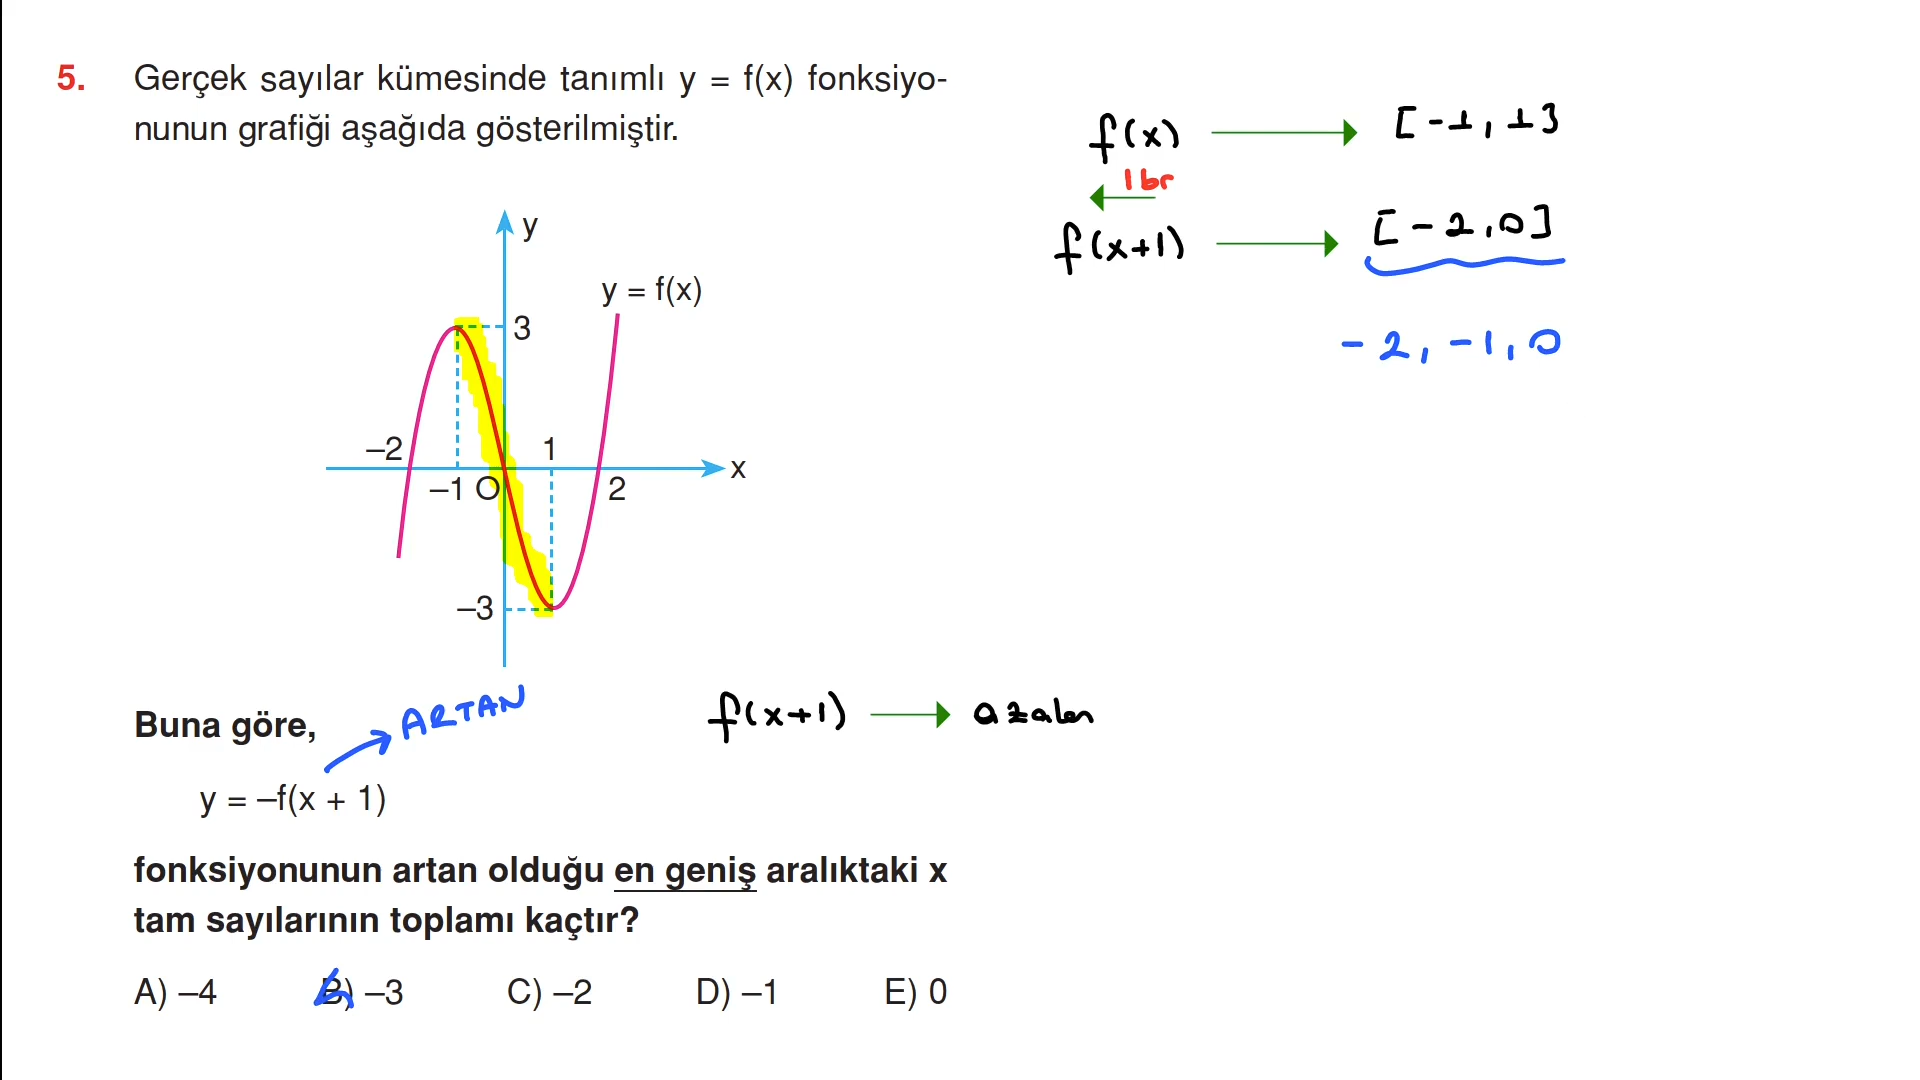 5. Gerçek sayılar kümesinde tanımlı y = f(x) fonksiyo-
nunun grafiği aşağıda gösterilmiştir.
y
y = f(x)
3
–2
1
x
–1 O
2
–3
Buna göre,
ARTAN
y = –f(x + 1)
fonksiyonunun artan olduğu en geniş aralıktaki x
tam sayılarının toplamı kaçtır?
A) –4 B) –3 C) –2 D) –1 E) 0
f(x) [-1, 1]
1br
f(x+1) [-2,0]
-2, -1, 0
f(x+1) azalan